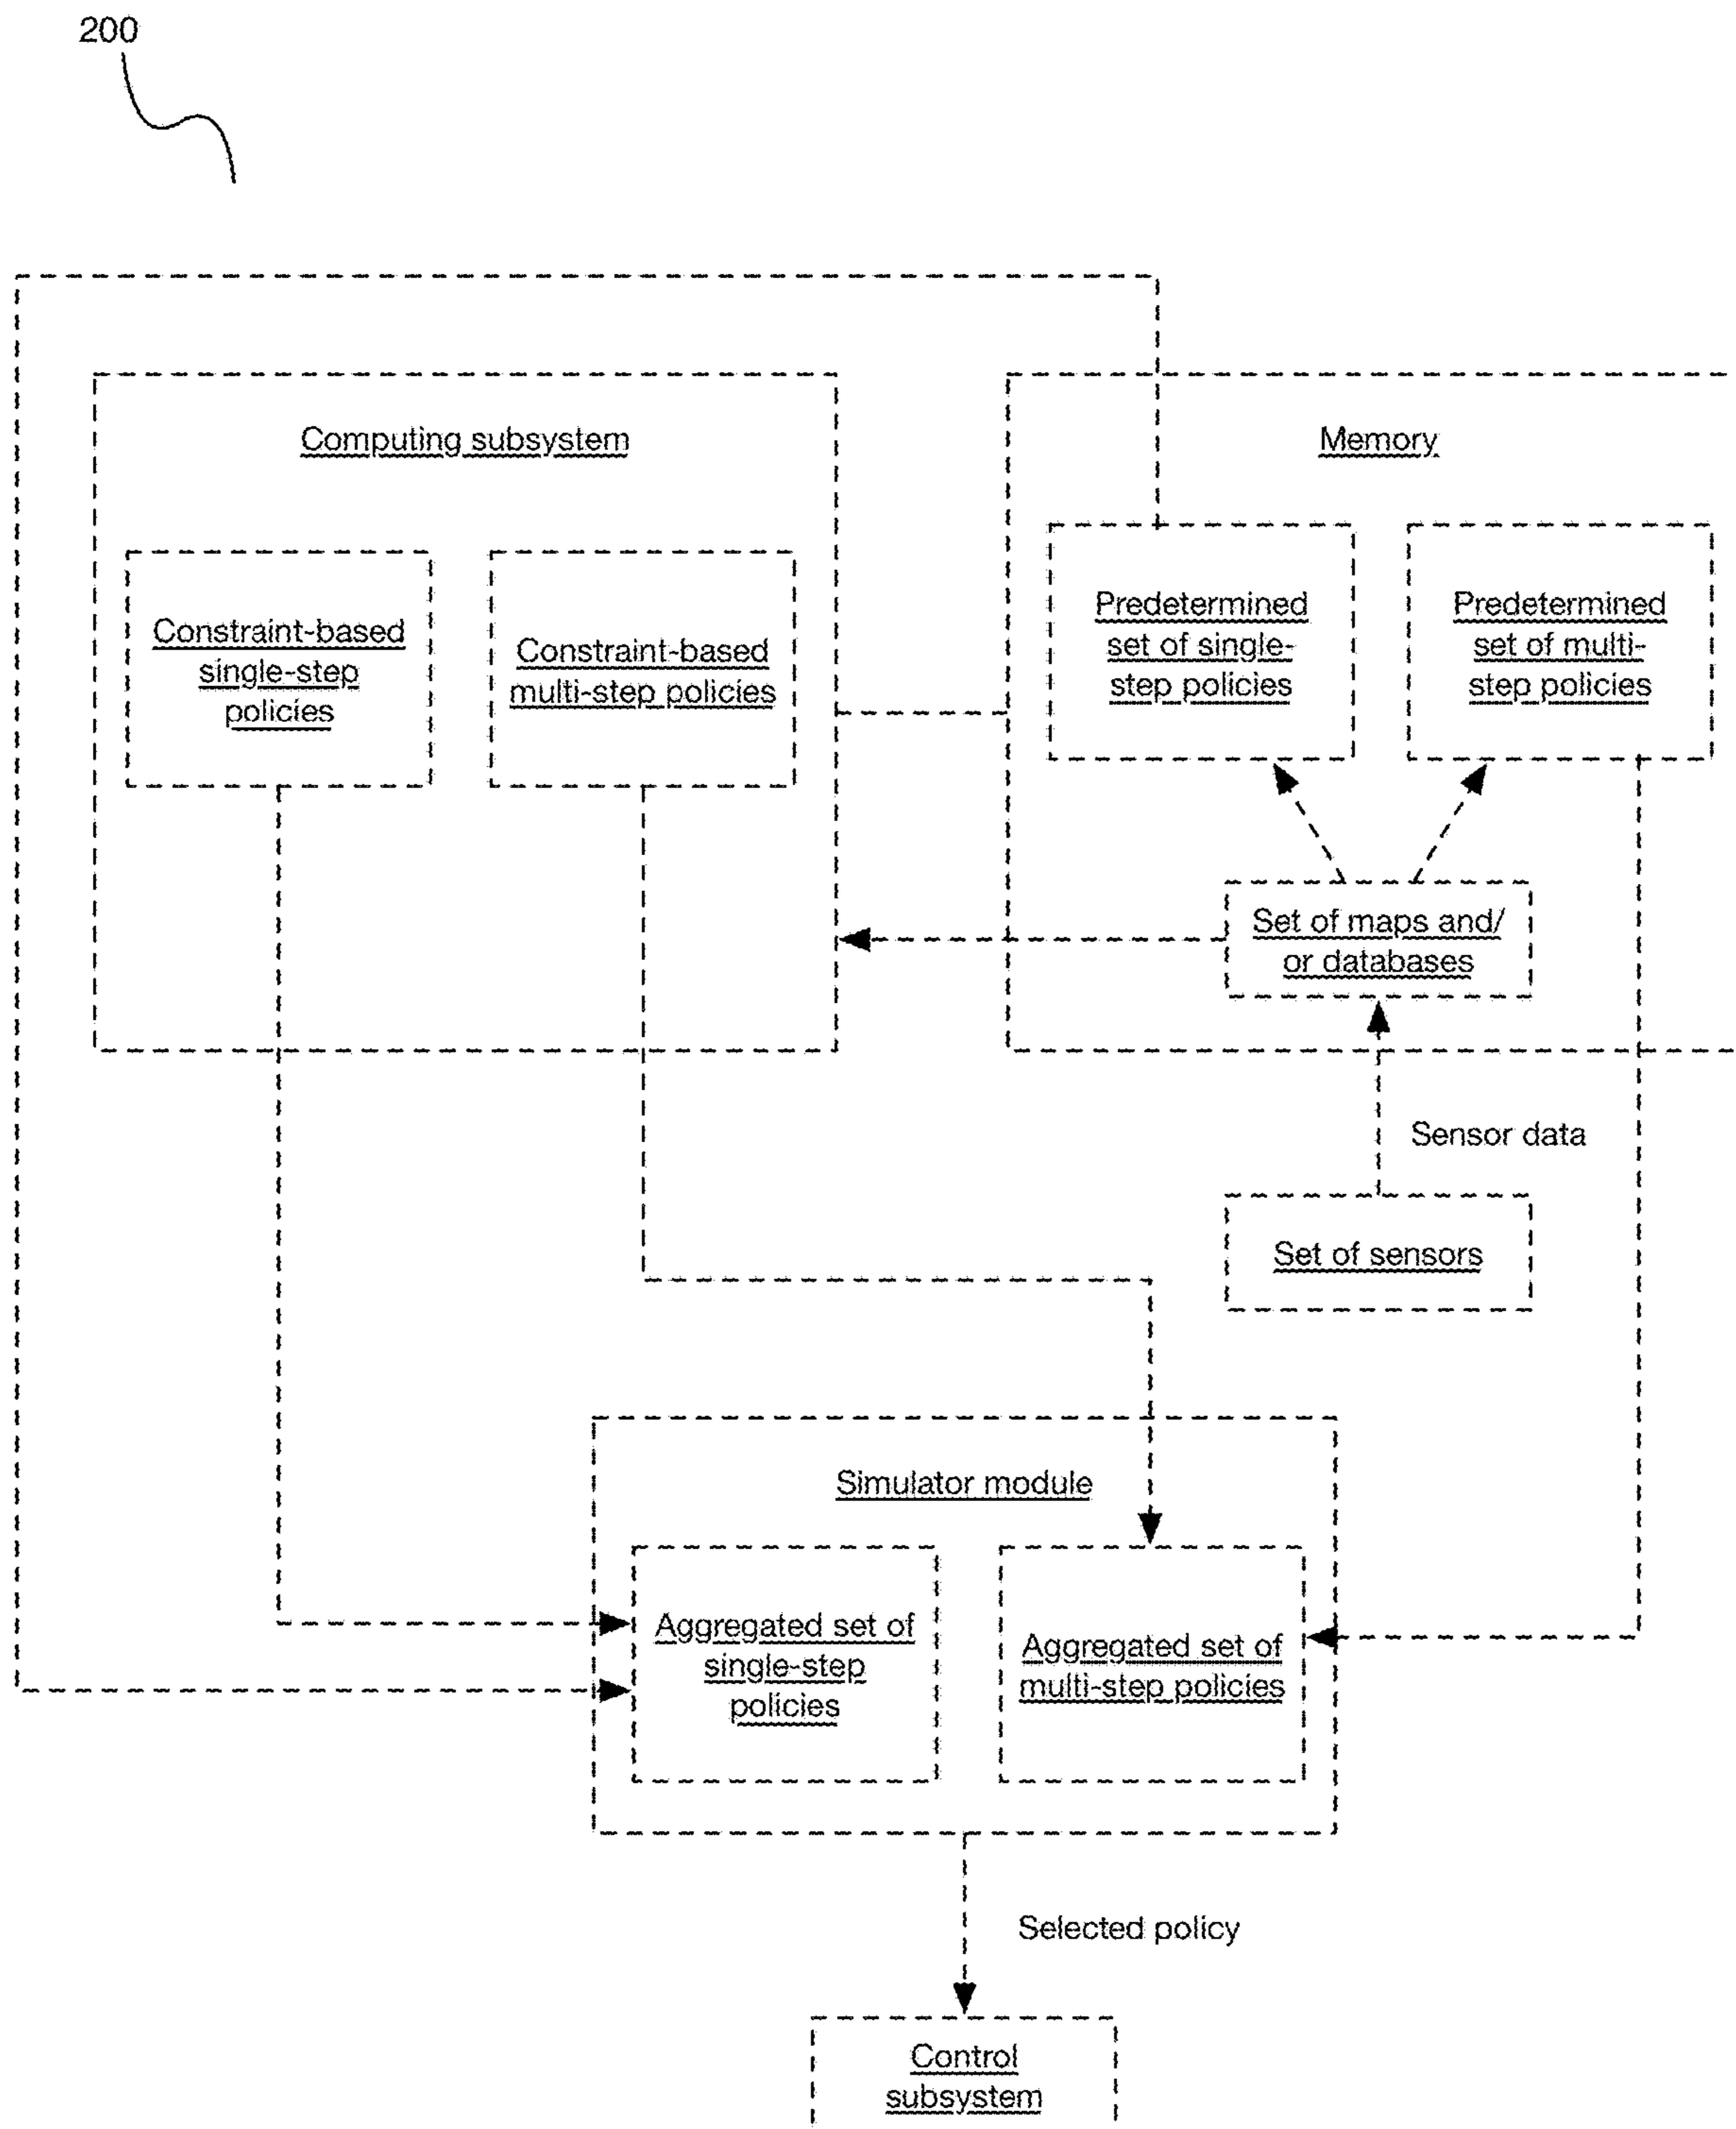 200
Computing subsystem
Memory
Constraint-based
single-step
policies
Constraint-based
multi-step policies
Predetermined
set of single-
step policies
Predetermined
set of multi-
step policies
Set of maps and/
or databases
Sensor data
Set of sensors
Simulator module
Aggregated set of
single-step
policies
Aggregated set of
multi-step policies
Selected policy
Control
subsystem